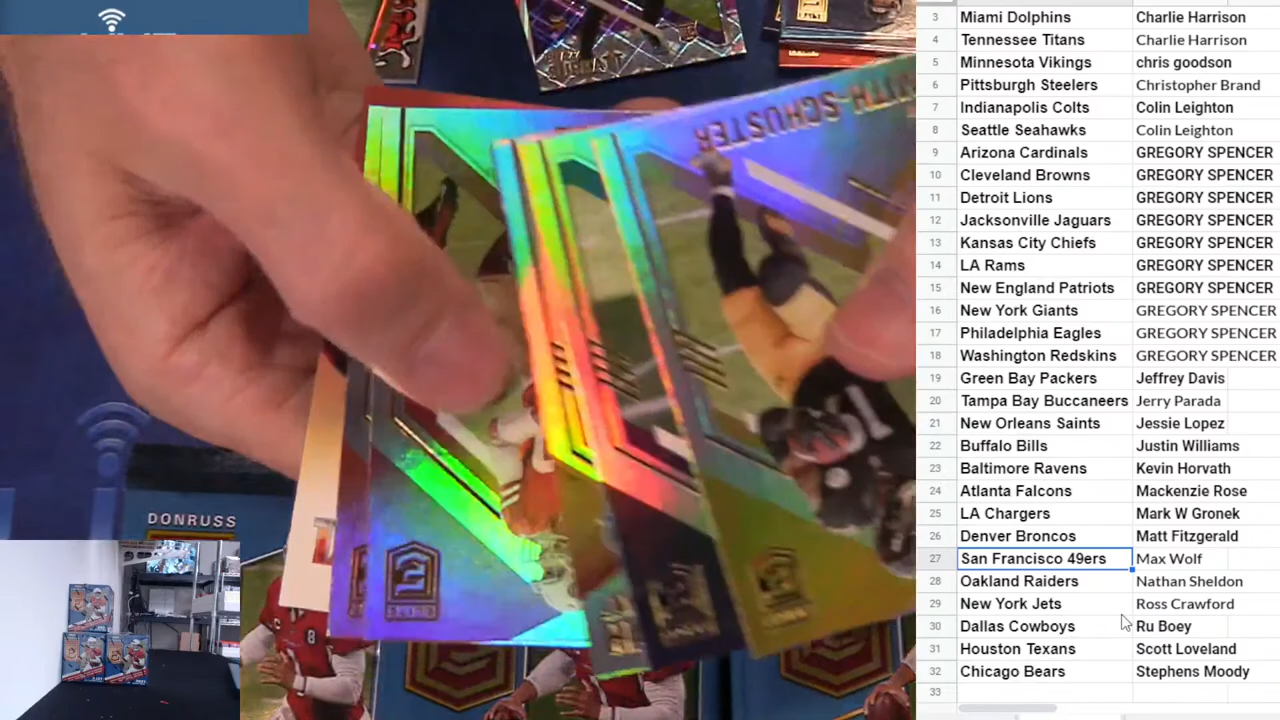 3 Miami Dolphins Charlie Harrison
4 Tennessee Titans Charlie Harrison
5 Minnesota Vikings chris goodson
6 Pittsburgh Steelers Christopher Brand
7 Indianapolis Colts Colin Leighton
8 Seattle Seahawks Colin Leighton
9 Arizona Cardinals GREGORY SPENCER
10 Cleveland Browns GREGORY SPENCER
11 Detroit Lions GREGORY SPENCER
12 Jacksonville Jaguars GREGORY SPENCER
13 Kansas City Chiefs GREGORY SPENCER
14 LA Rams GREGORY SPENCER
15 New England Patriots GREGORY SPENCER
16 New York Giants GREGORY SPENCER
17 Philadelphia Eagles GREGORY SPENCER
18 Washington Redskins GREGORY SPENCER
19 Green Bay Packers Jeffrey Davis
20 Tampa Bay Buccaneers Jerry Parada
21 New Orleans Saints Jessie Lopez
22 Buffalo Bills Justin Williams
23 Baltimore Ravens Kevin Horvath
24 Atlanta Falcons Mackenzie Rose
25 LA Chargers Mark W Gronek
26 Denver Broncos Matt Fitzgerald
27 San Francisco 49ers Max Wolf
28 Oakland Raiders Nathan Sheldon
29 New York Jets Ross Crawford
30 Dallas Cowboys Ru Boey
31 Houston Texans Scott Loveland
32 Chicago Bears Stephens Moody
33
SCHUSTER
DONRUSS
8